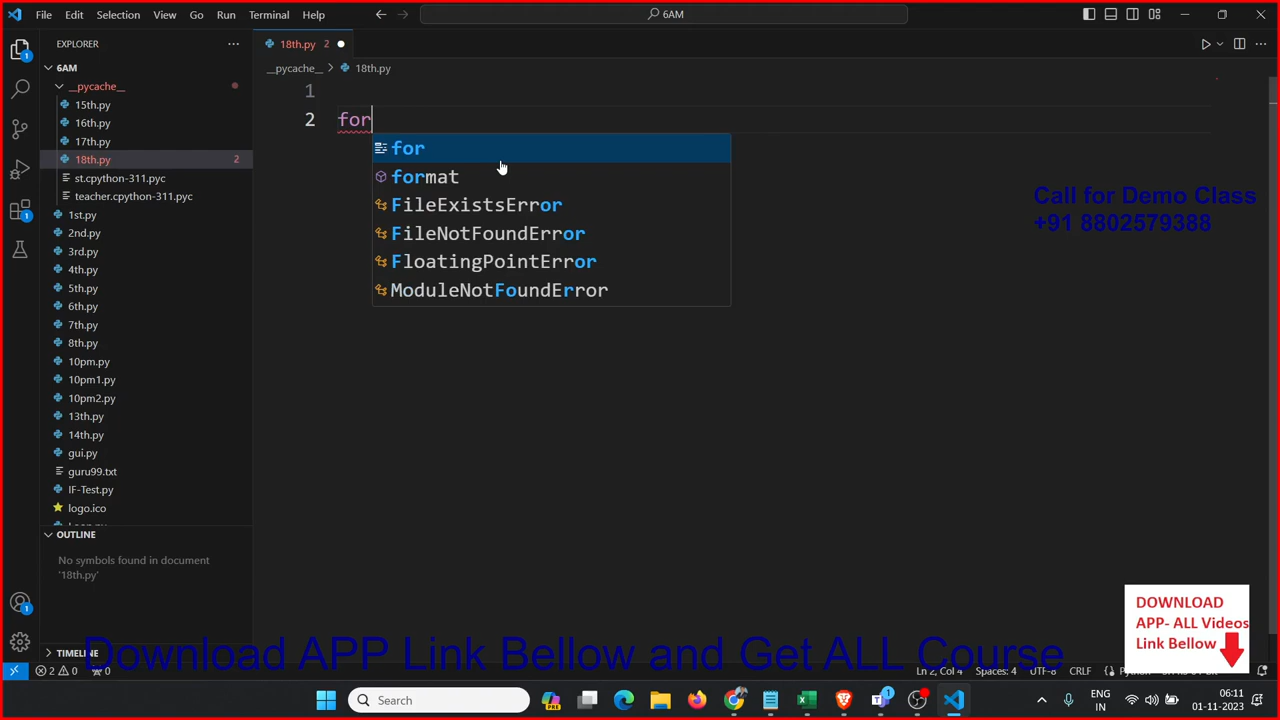 File Edit Selection View Go Run Terminal Help
6AM
EXPLORER
18th.py 2
6AM
__pycache__ > 18th.py
__pycache__
15th.py
16th.py
17th.py
18th.py 2
st.cpython-311.pyc
teacher.cpython-311.pyc
1st.py
2nd.py
3rd.py
4th.py
5th.py
6th.py
7th.py
8th.py
10pm.py
10pm1.py
10pm2.py
13th.py
14th.py
gui.py
guru99.txt
IF-Test.py
logo.ico
1
2 for
for
format
FileExistsError
FileNotFoundError
FloatingPointError
ModuleNotFoundError
Call for Demo Class
+91 8802579388
OUTLINE
No symbols found in document
'18th.py'
TIMELINE
DOWNLOAD
APP- ALL Videos
Link Bellow
Download APP Link Bellow and Get ALL Course
2 0 0
Ln 2, Col 4 Spaces: 4 UTF-8 CRLF Python
Search
ENG
IN
06:11
01-11-2023